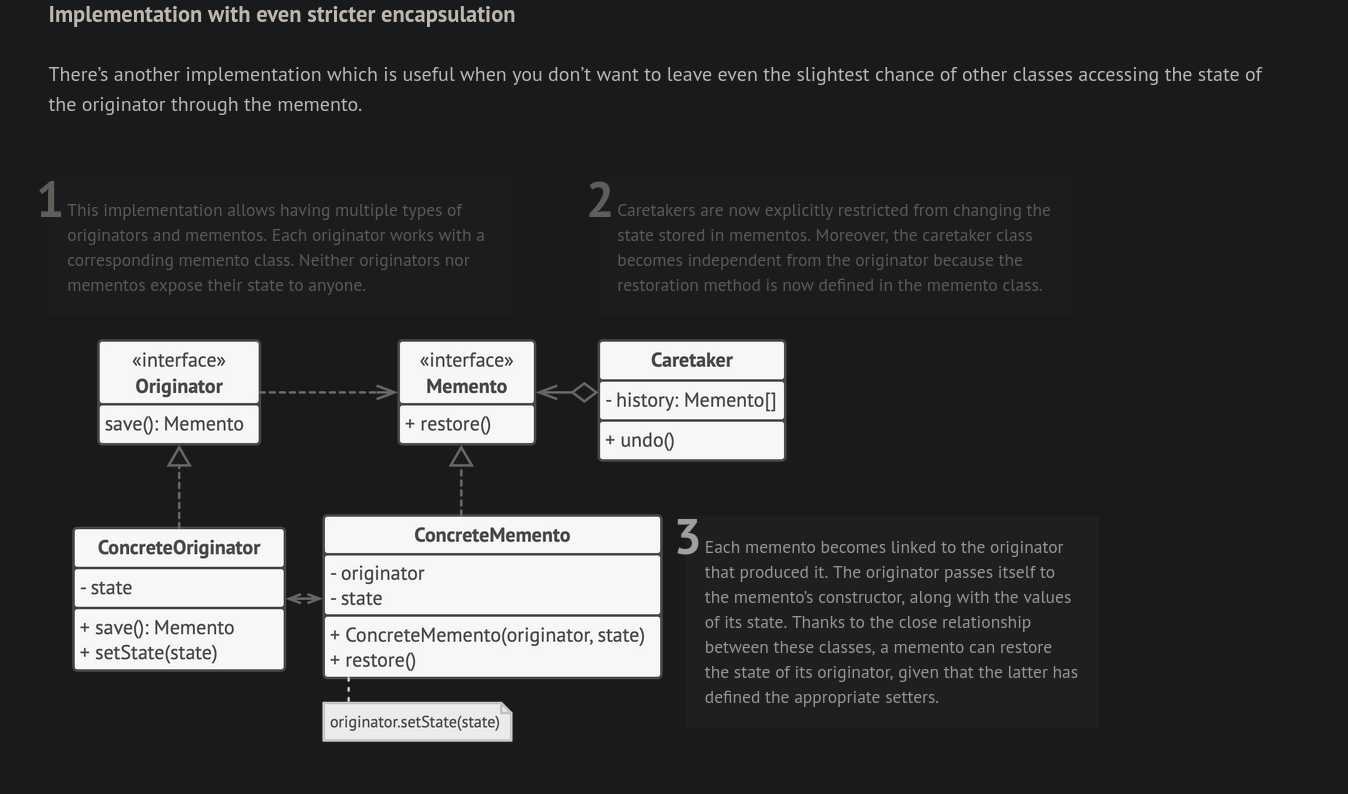 Implementation with even stricter encapsulation
There’s another implementation which is useful when you don’t want to leave even the slightest chance of other classes accessing the state of
the originator through the memento.
1
This implementation allows having multiple types of
originators and mementos. Each originator works with a
corresponding memento class. Neither originators nor
mementos expose their state to anyone.
2
Caretakers are now explicitly restricted from changing the
state stored in mementos. Moreover, the caretaker class
becomes independent from the originator because the
restoration method is now defined in the memento class.
«interface»
Originator
save(): Memento
«interface»
Memento
+ restore()
Caretaker
- history: Memento[]
+ undo()
ConcreteOriginator
- state
+ save(): Memento
+ setState(state)
ConcreteMemento
- originator
- state
+ ConcreteMemento(originator, state)
+ restore()
originator.setState(state)
3
Each memento becomes linked to the originator
that produced it. The originator passes itself to
the memento’s constructor, along with the values
of its state. Thanks to the close relationship
between these classes, a memento can restore
the state of its originator, given that the latter has
defined the appropriate setters.